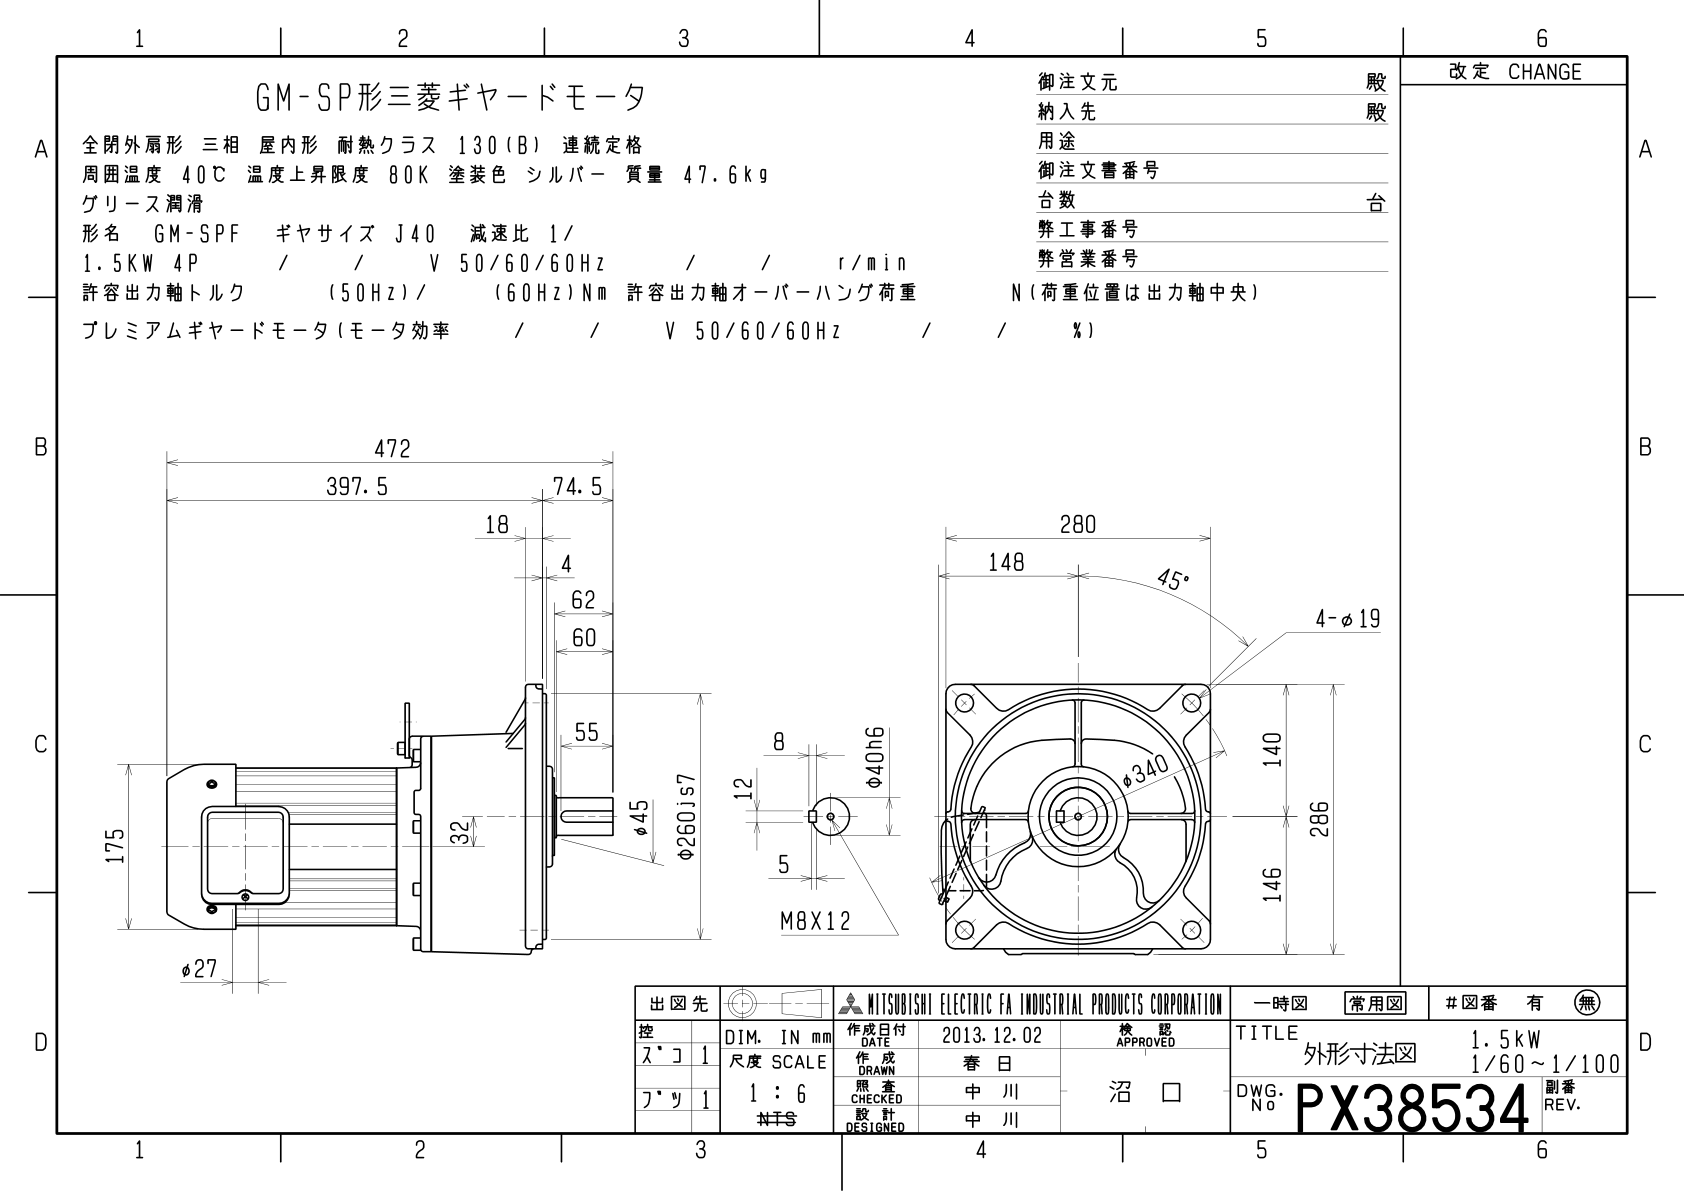 1 2 3 4 5 6
改定 CHANGE
A A
B B
C C
D D
GM-SP形三菱ギヤードモータ
全閉外扇形 三相 屋内形 耐熱クラス 130(B) 連続定格
周囲温度 40℃ 温度上昇限度 80K 塗装色 シルバー 質量 47.6kg
グリース潤滑
形名 GM-SPF ギヤサイズ J40 減速比 1/
1.5KW 4P / / V 50/60/60Hz / / r/min
許容出力軸トルク (50Hz)/ (60Hz)Nm 許容出力軸オーバーハング荷重 N(荷重位置は出力軸中央)
プレミアムギヤードモータ(モータ効率 / / V 50/60/60Hz / / %)
御注文元 殿
納入先 殿
用途
御注文書番号
台数 台
弊工事番号
弊営業番号
472
397.5 74.5
18
4
62
60
55
175
32
φ45
Φ260js7
φ27
8
12
Φ40h6
5
M8X12
280
148
45°
4-φ19
φ340
140
286
146
出図先
控
ズコ 1
ブツ 1
DIM. IN mm
尺度 SCALE
1 : 6
NTS
MITSUBISHI ELECTRIC FA INDUSTRIAL PRODUCTS CORPORATION
作成日付 DATE 2013.12.02
作成 DRAWN 春日
照査 CHECKED 中川
設計 DESIGNED 中川
検認 APPROVED
沼口
一時図 常用図 #図番 有 無
TITLE
外形寸法図
1.5kW
1/60~1/100
DWG. No PX38534
副番 REV.
1 2 3 4 5 6